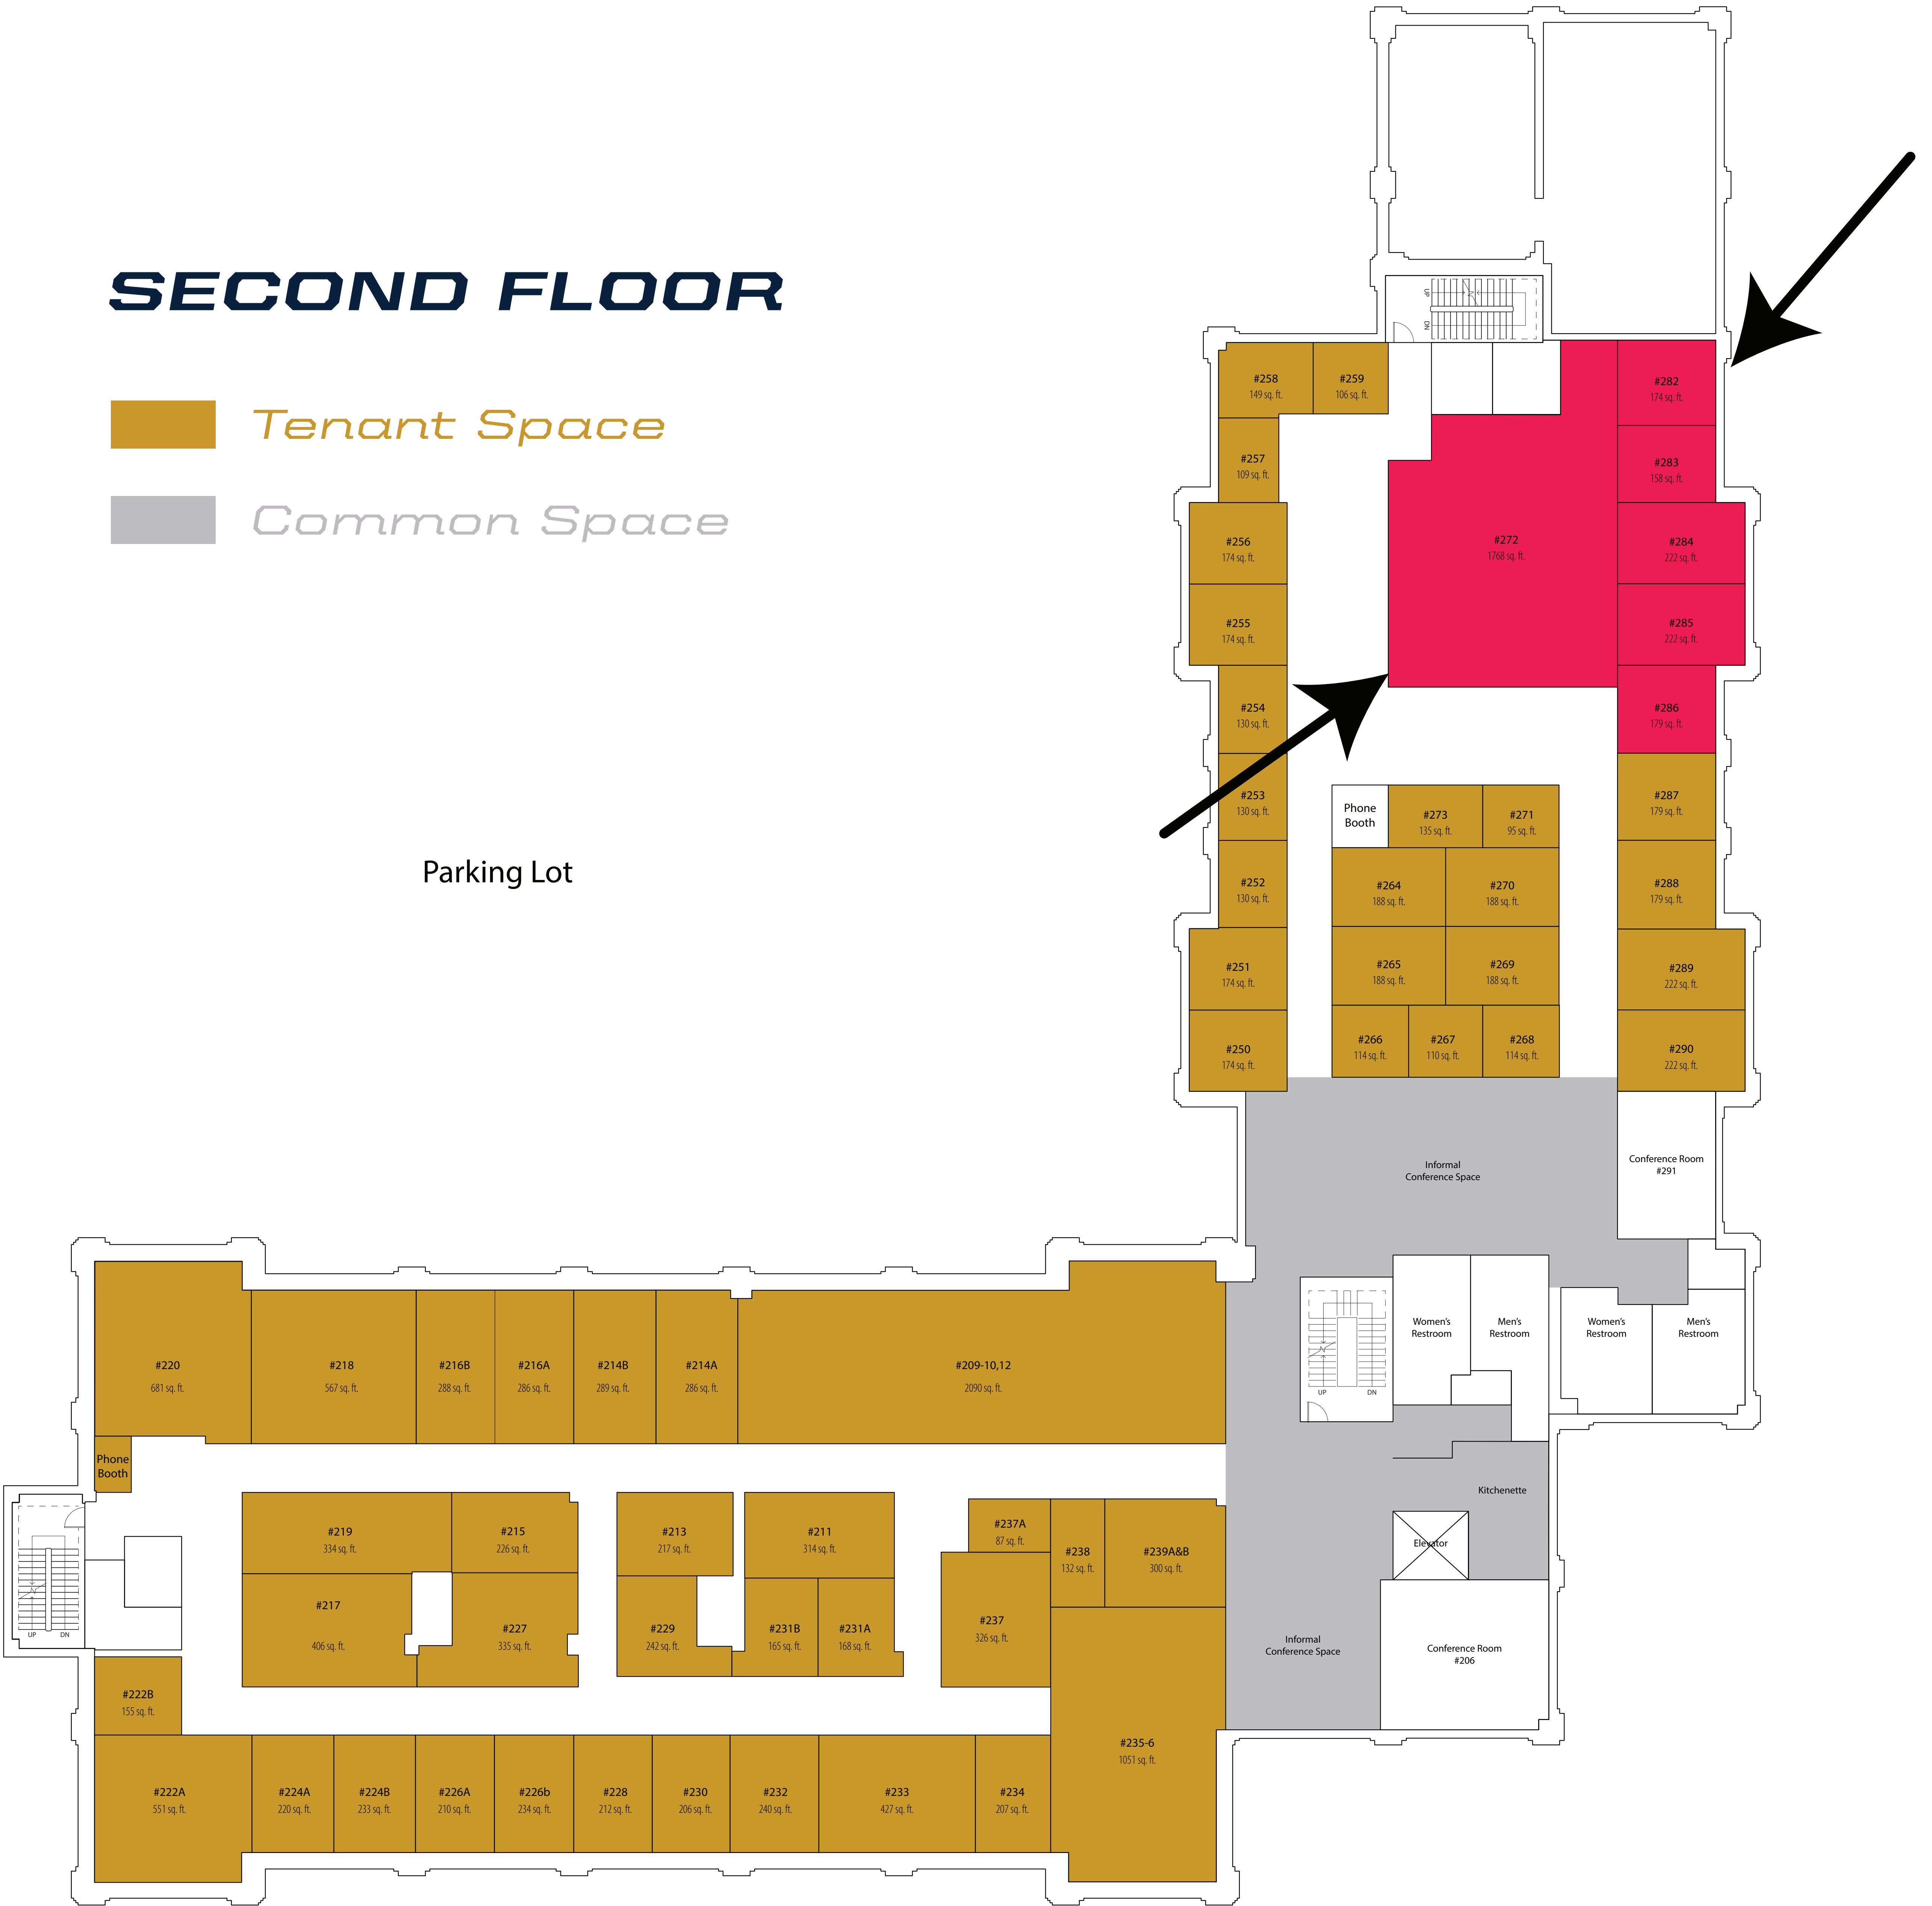 SECOND FLOOR
Tenant Space
Common Space
Parking Lot
UP
DN
#258
149 sq. ft.
#259
106 sq. ft.
#257
109 sq. ft.
#256
174 sq. ft.
#255
174 sq. ft.
#254
130 sq. ft.
#253
130 sq. ft.
#252
130 sq. ft.
#251
174 sq. ft.
#250
174 sq. ft.
#272
1768 sq. ft.
#282
174 sq. ft.
#283
158 sq. ft.
#284
222 sq. ft.
#285
222 sq. ft.
#286
179 sq. ft.
#287
179 sq. ft.
#288
179 sq. ft.
#289
222 sq. ft.
#290
222 sq. ft.
Phone
Booth
#273
135 sq. ft.
#271
95 sq. ft.
#264
188 sq. ft.
#270
188 sq. ft.
#265
188 sq. ft.
#269
188 sq. ft.
#266
114 sq. ft.
#267
110 sq. ft.
#268
114 sq. ft.
Informal
Conference Space
Conference Room
#291
Women's
Restroom
Men's
Restroom
Women's
Restroom
Men's
Restroom
UP
DN
Kitchenette
Elevator
Informal
Conference Space
Conference Room
#206
#220
681 sq. ft.
#218
567 sq. ft.
#216B
288 sq. ft.
#216A
286 sq. ft.
#214B
289 sq. ft.
#214A
286 sq. ft.
#209-10,12
2090 sq. ft.
Phone
Booth
UP
DN
#219
334 sq. ft.
#215
226 sq. ft.
#213
217 sq. ft.
#211
314 sq. ft.
#237A
87 sq. ft.
#238
132 sq. ft.
#239A&B
300 sq. ft.
#217
406 sq. ft.
#227
335 sq. ft.
#229
242 sq. ft.
#231B
165 sq. ft.
#231A
168 sq. ft.
#237
326 sq. ft.
#222B
155 sq. ft.
#235-6
1051 sq. ft.
#222A
551 sq. ft.
#224A
220 sq. ft.
#224B
233 sq. ft.
#226A
210 sq. ft.
#226b
234 sq. ft.
#228
212 sq. ft.
#230
206 sq. ft.
#232
240 sq. ft.
#233
427 sq. ft.
#234
207 sq. ft.